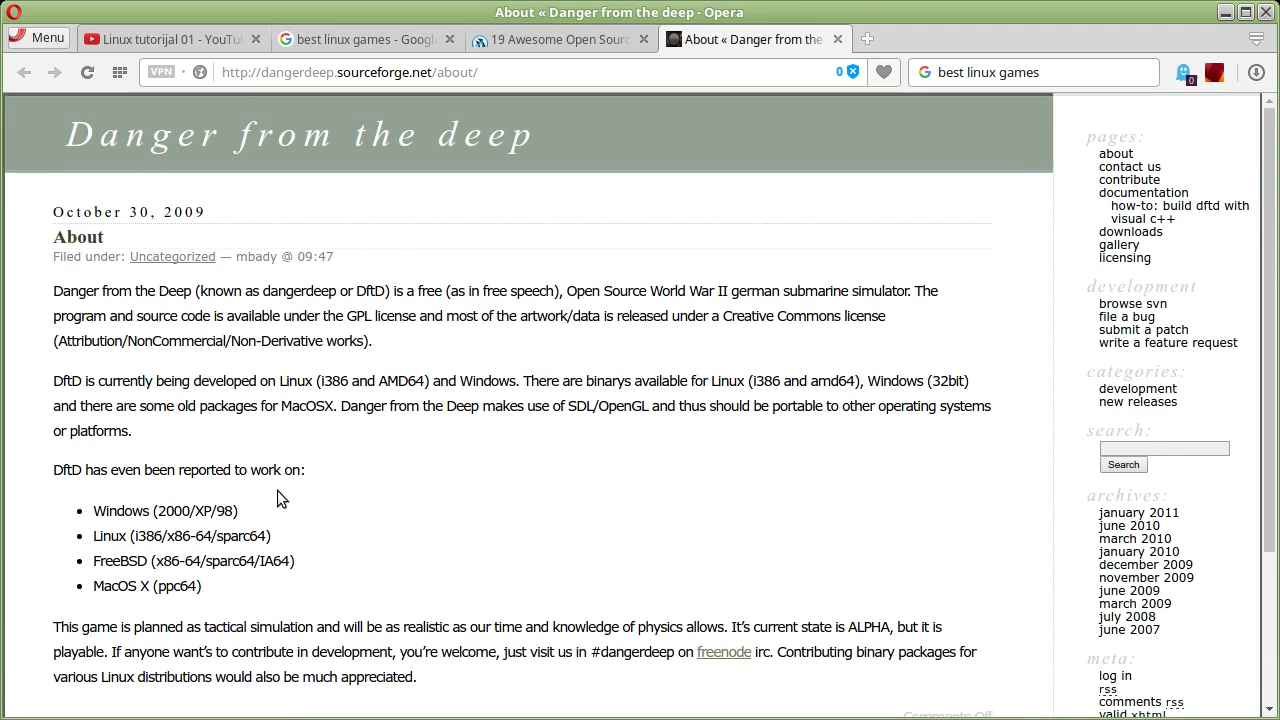 About « Danger from the deep - Opera
Menu
Linux tutorijal 01 - YouTu
best linux games - Google
19 Awesome Open Sourc
About « Danger from the
VPN
http://dangerdeep.sourceforge.net/about/
0
best linux games
0
Danger from the deep
October 30, 2009
About
Filed under: Uncategorized — mbady @ 09:47
Danger from the Deep (known as dangerdeep or DftD) is a free (as in free speech), Open Source World War II german submarine simulator. The
program and source code is available under the GPL license and most of the artwork/data is released under a Creative Commons license
(Attribution/NonCommercial/Non-Derivative works).
DftD is currently being developed on Linux (i386 and AMD64) and Windows. There are binarys available for Linux (i386 and amd64), Windows (32bit)
and there are some old packages for MacOSX. Danger from the Deep makes use of SDL/OpenGL and thus should be portable to other operating systems
or platforms.
DftD has even been reported to work on:
• Windows (2000/XP/98)
• Linux (i386/x86-64/sparc64)
• FreeBSD (x86-64/sparc64/IA64)
• MacOS X (ppc64)
This game is planned as tactical simulation and will be as realistic as our time and knowledge of physics allows. It's current state is ALPHA, but it is
playable. If anyone want's to contribute in development, you're welcome, just visit us in #dangerdeep on freenode irc. Contributing binary packages for
various Linux distributions would also be much appreciated.
Comments Off
pages:
about
contact us
contribute
documentation
how-to: build dftd with
visual c++
downloads
gallery
licensing
development
browse svn
file a bug
submit a patch
write a feature request
categories:
development
new releases
search:
Search
archives:
january 2011
june 2010
march 2010
january 2010
december 2009
november 2009
june 2009
march 2009
july 2008
june 2007
meta:
log in
rss
comments rss
valid xhtml